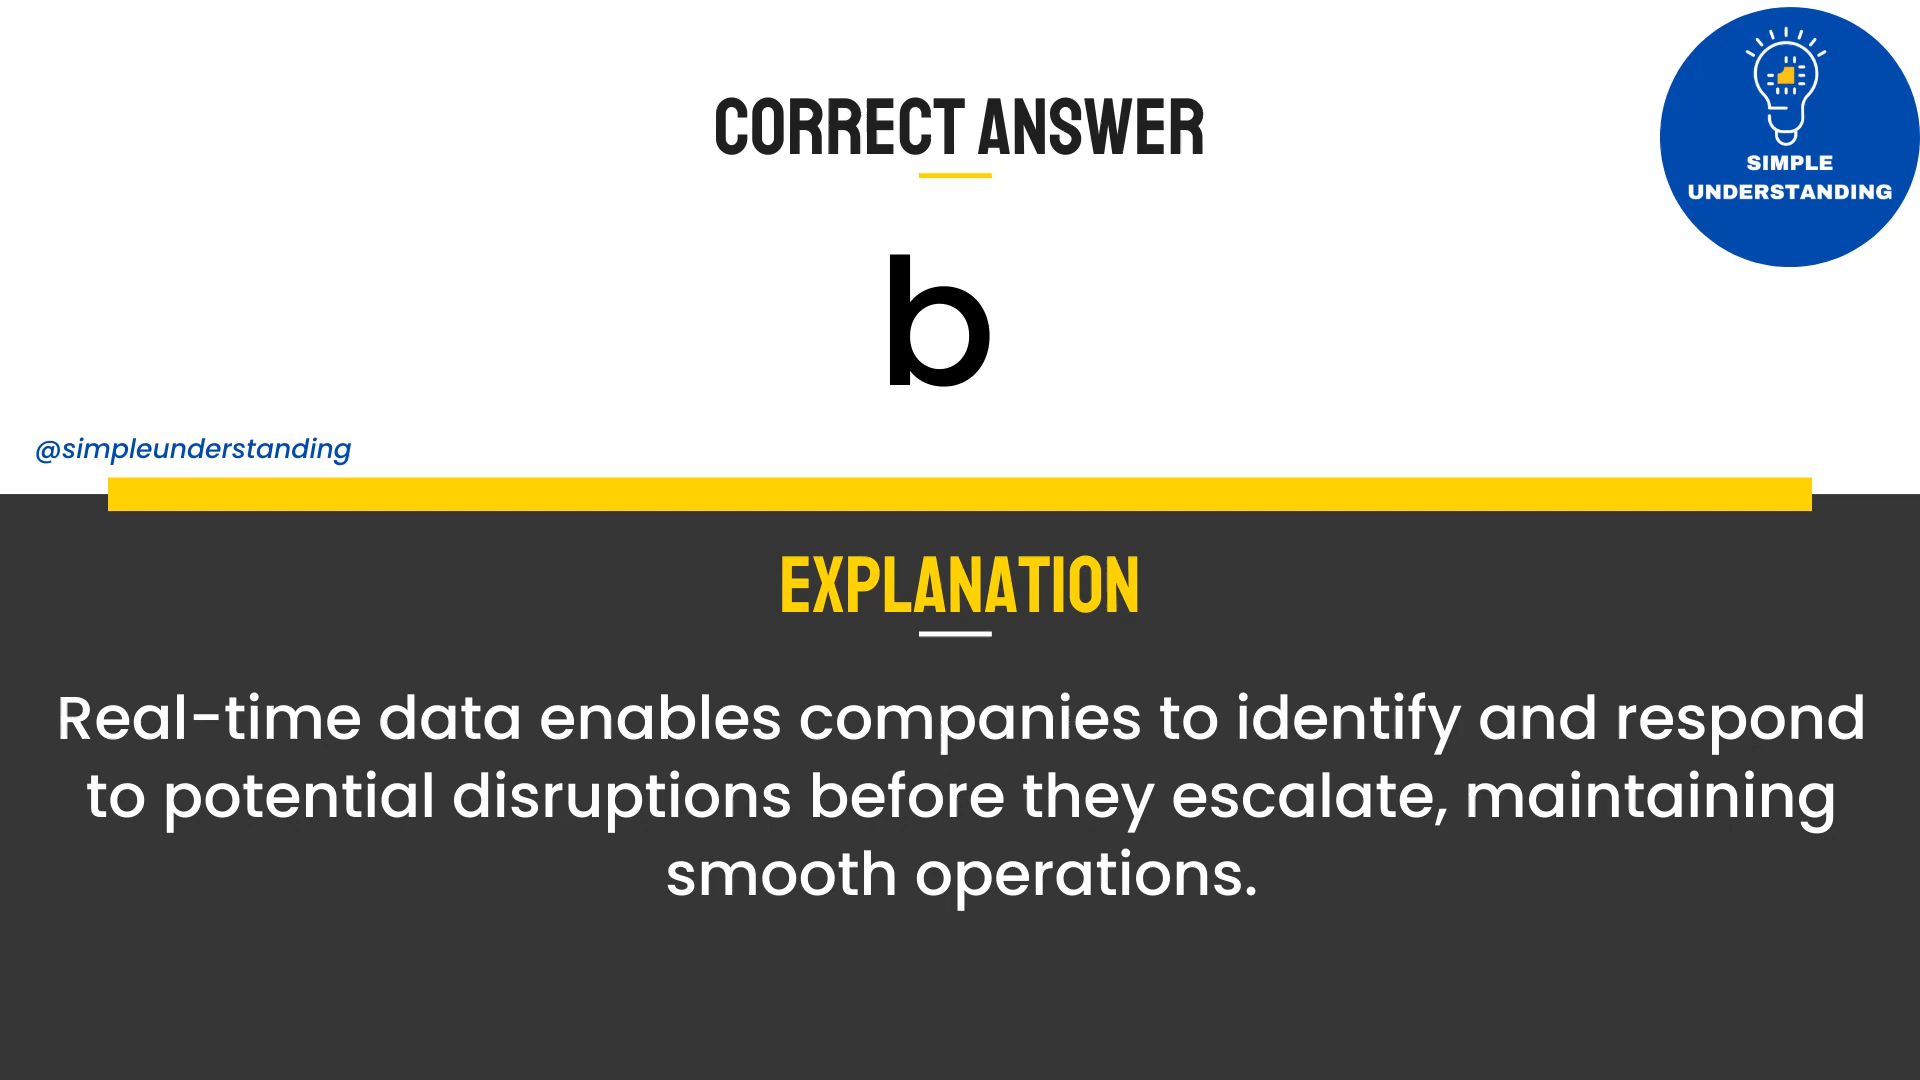 CORRECT ANSWER
SIMPLE
UNDERSTANDING
b
@simpleunderstanding
EXPLANATION
Real-time data enables companies to identify and respond
to potential disruptions before they escalate, maintaining
smooth operations.